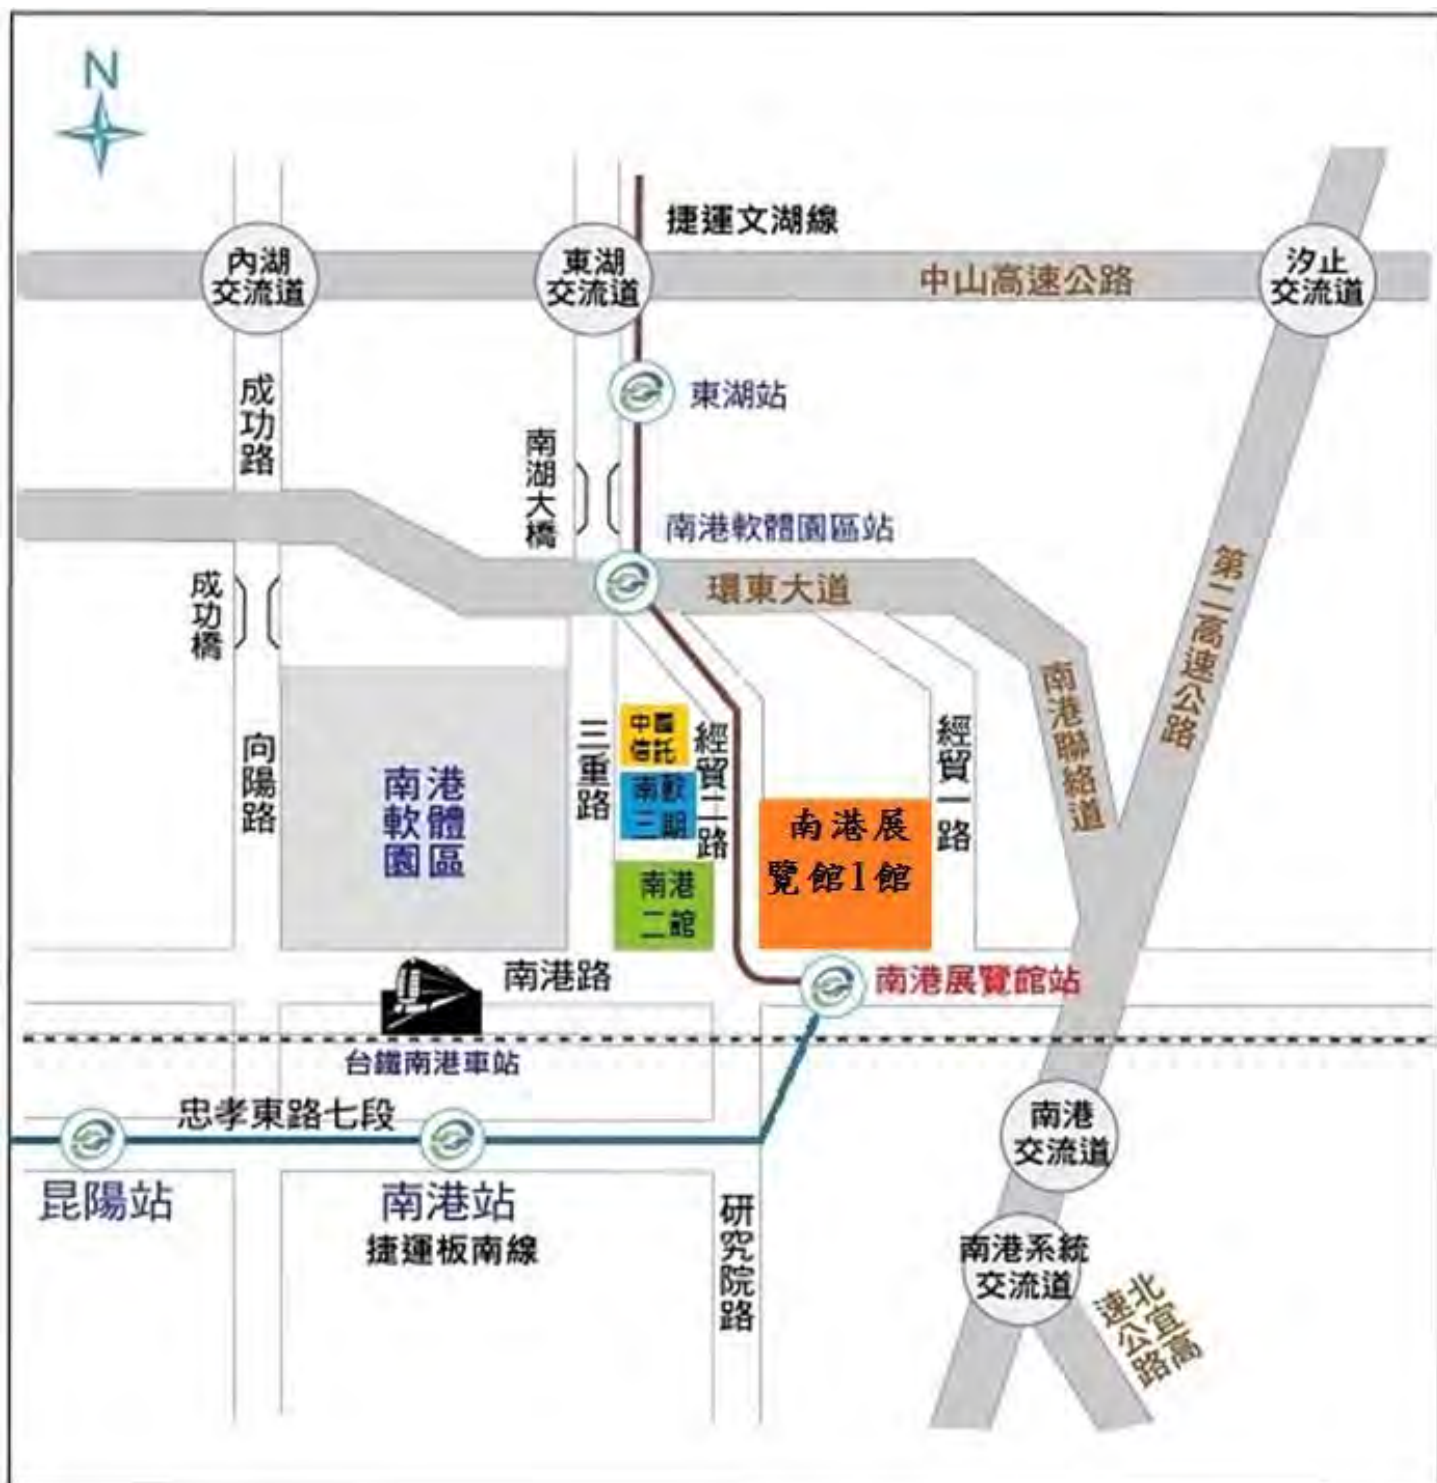 N
捷運文湖線
內湖
交流道
東湖
交流道
中山高速公路
汐止
交流道
成功路
東湖站
南湖大橋
南港軟體園區站
環東大道
第二高速公路
成功橋
南港聯絡道
向陽路
南港
軟體
園區
三重路
中國
信託
南軟
三期
經貿二路
南港
二館
南港展
覽館1館
經貿一路
南港路
南港展覽館站
台鐵南港車站
忠孝東路七段
昆陽站
南港站
捷運板南線
研究院路
南港
交流道
南港系統
交流道
北宜高
速公路